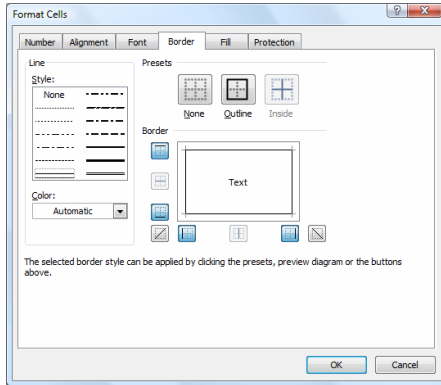 Format Cells
Number Alignment Font Border Fill Protection
Line
Style:
None
Presets
None Outline Inside
Border
Text
Color:
Automatic
The selected border style can be applied by clicking the presets, preview diagram or the buttons
above.
OK Cancel